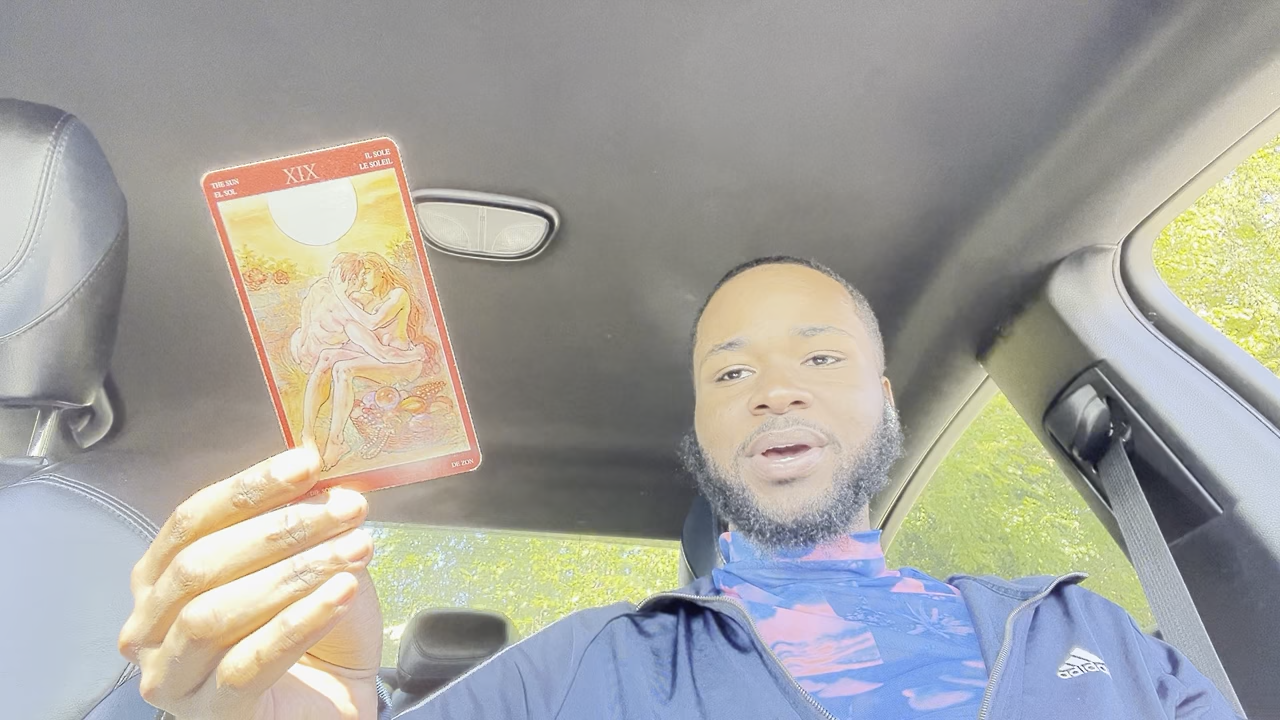 THE SUN
EL SOL
XIX
IL SOLE
LE SOLEIL
DE ZON
adidas